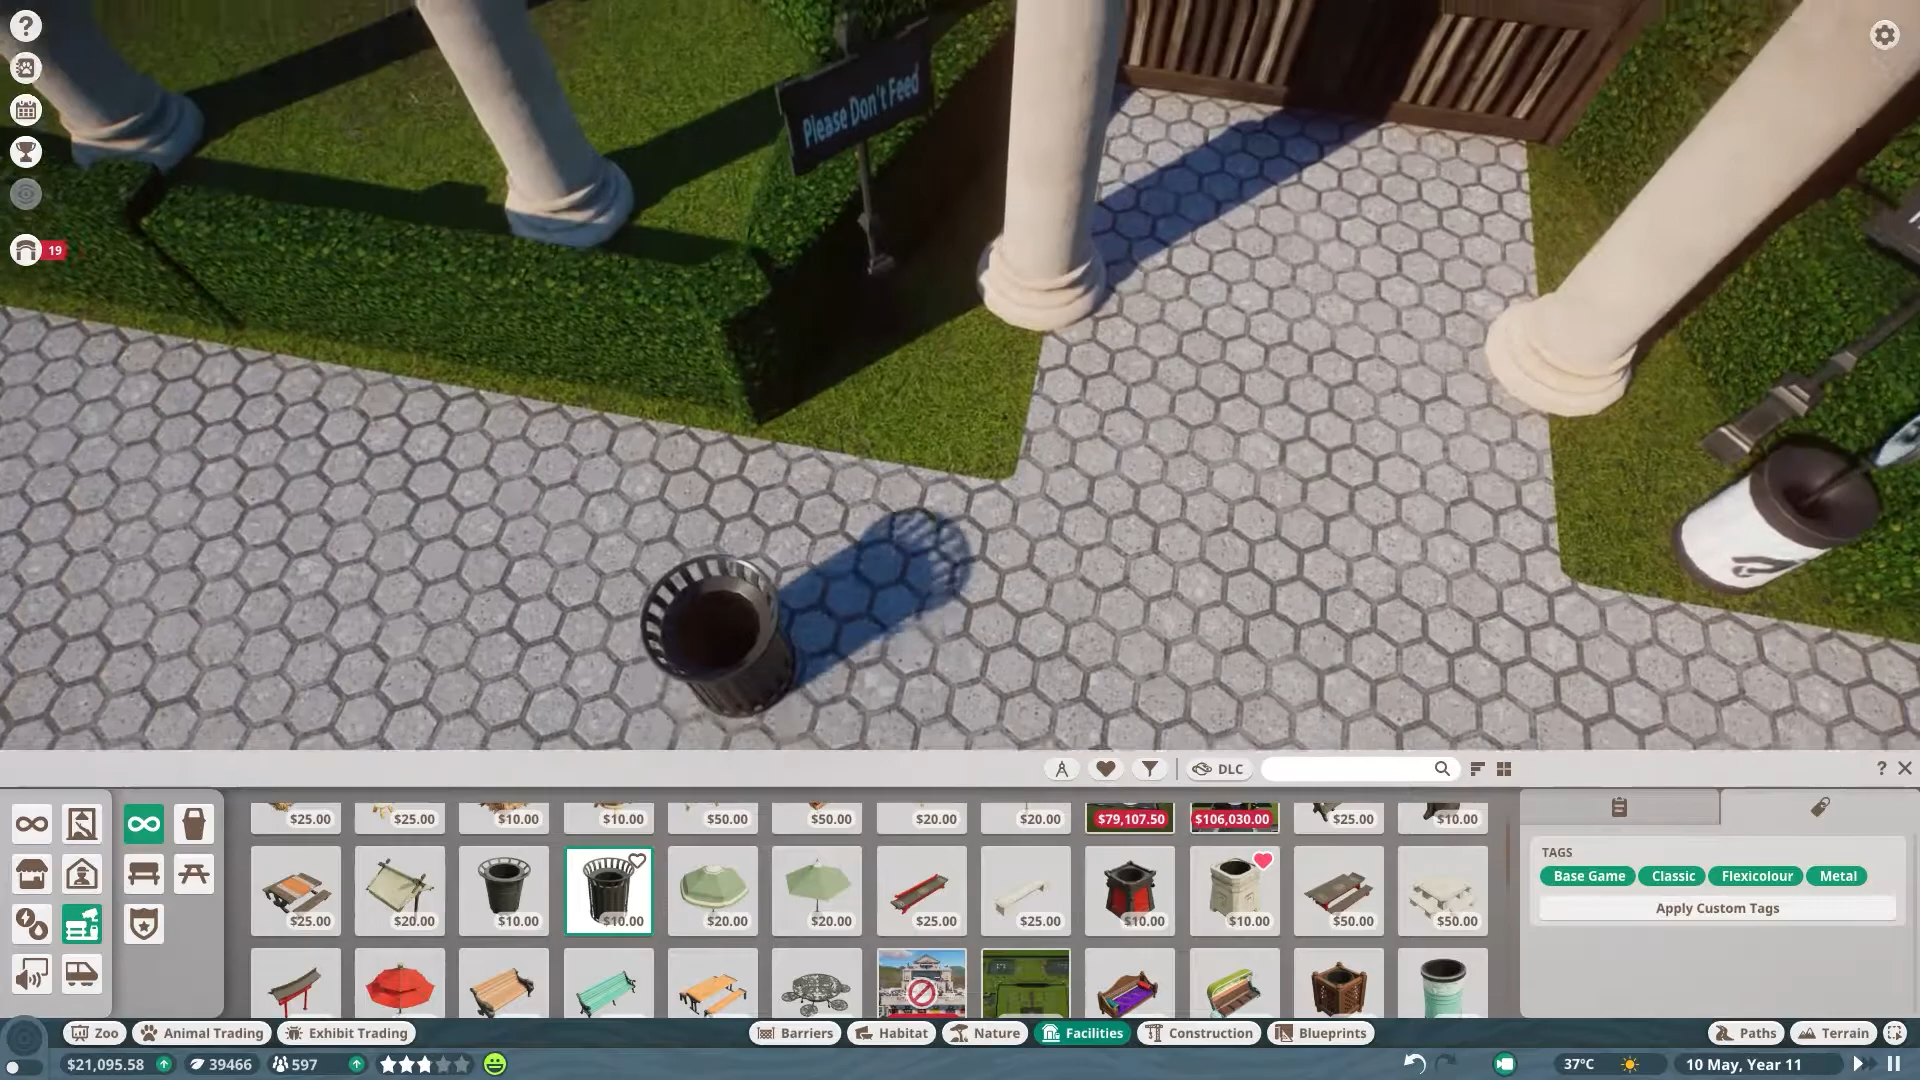 ?
Please Don't Feed
19
DLC
?
$25.00 $25.00 $10.00 $10.00 $50.00 $50.00 $20.00 $20.00 $79,107.50 $106,030.00 $25.00 $10.00
$25.00 $20.00 $10.00 $10.00 $20.00 $20.00 $25.00 $25.00 $10.00 $10.00 $50.00 $50.00
TAGS
Base Game Classic Flexicolour Metal
Apply Custom Tags
Zoo Animal Trading Exhibit Trading Barriers Habitat Nature Facilities Construction Blueprints Paths Terrain
$21,095.58 39466 597 37°C 10 May, Year 11